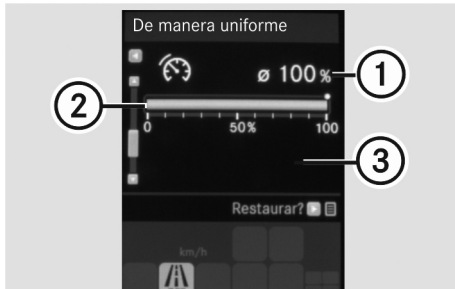 De manera uniforme
ø 100 %
1
2
0 50% 100
3
Restaurar?
km/h